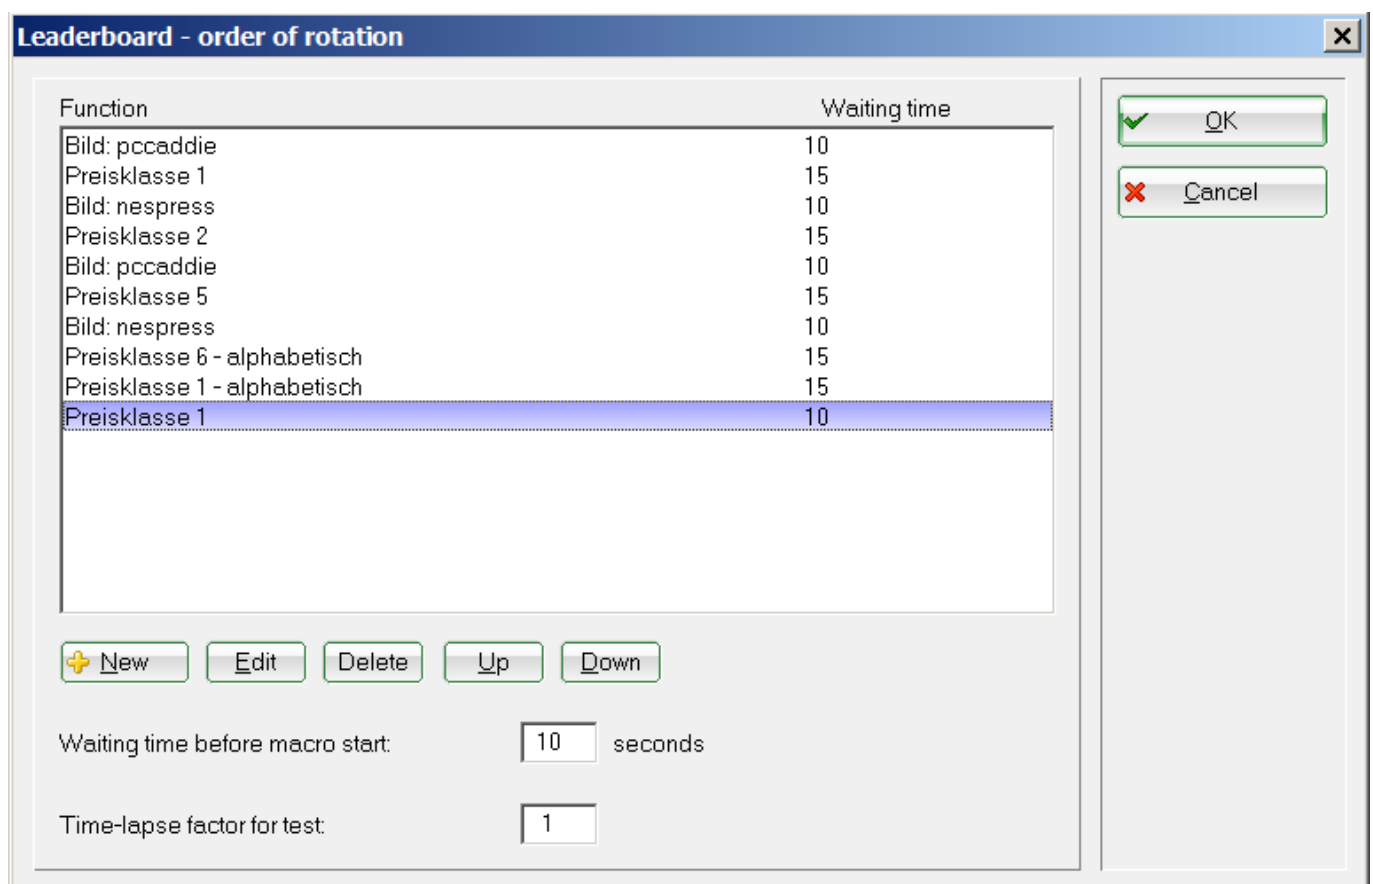 Leaderboard - order of rotation
Function Waiting time
Bild: pccaddie 10
Preisklasse 1 15
Bild: nespress 10
Preisklasse 2 15
Bild: pccaddie 10
Preisklasse 5 15
Bild: nespress 10
Preisklasse 6 - alphabetisch 15
Preisklasse 1 - alphabetisch 15
Preisklasse 1 10
New Edit Delete Up Down
Waiting time before macro start: 10 seconds
Time-lapse factor for test: 1
OK
Cancel